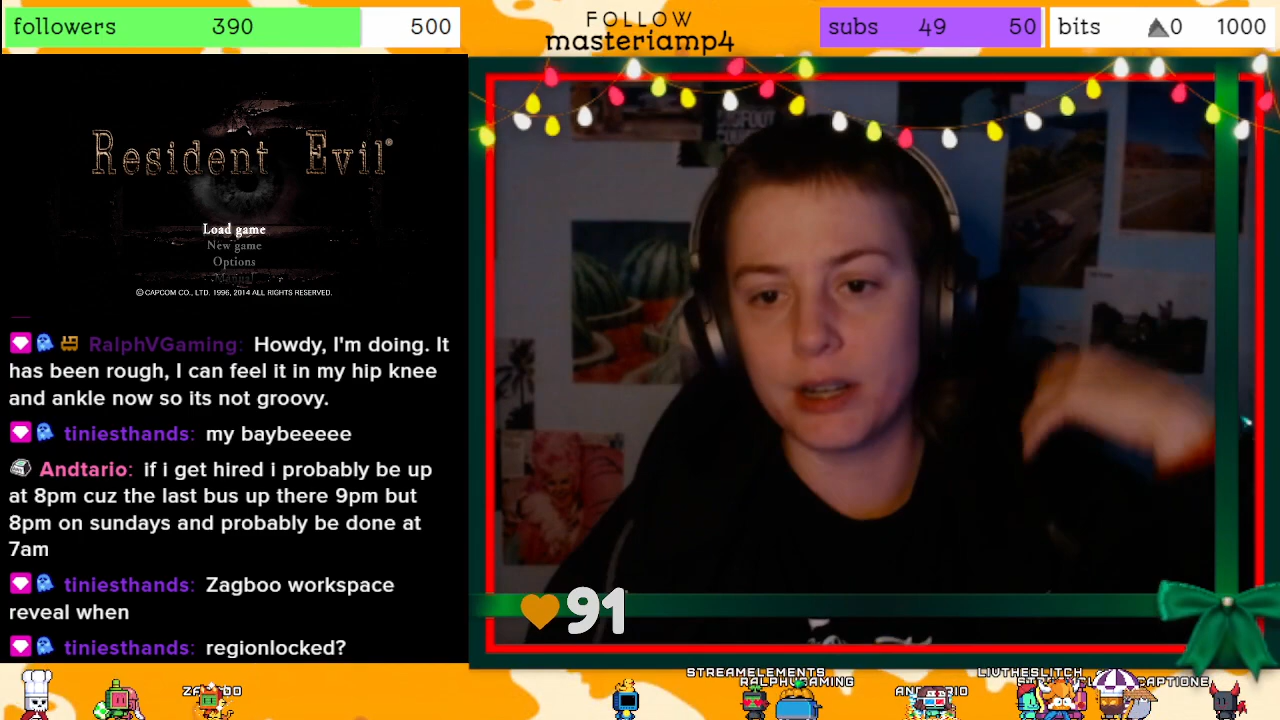 followers 390 500
FOLLOW
masteriamp4
subs 49 50
bits 0 1000
Resident Evil®
Load game
New game
Options
Manual
© CAPCOM CO., LTD. 1996, 2014 ALL RIGHTS RESERVED.
RalphVGaming: Howdy, I'm doing. It
has been rough, I can feel it in my hip knee
and ankle now so its not groovy.
tiniesthands: my baybeeeee
Andtario: if i get hired i probably be up
at 8pm cuz the last bus up there 9pm but
8pm on sundays and probably be done at
7am
tiniesthands: Zagboo workspace
reveal when
tiniesthands: regionlocked?
91
STREAMELEMENTS
RALPHVGAMING
LIUTHESLITCH